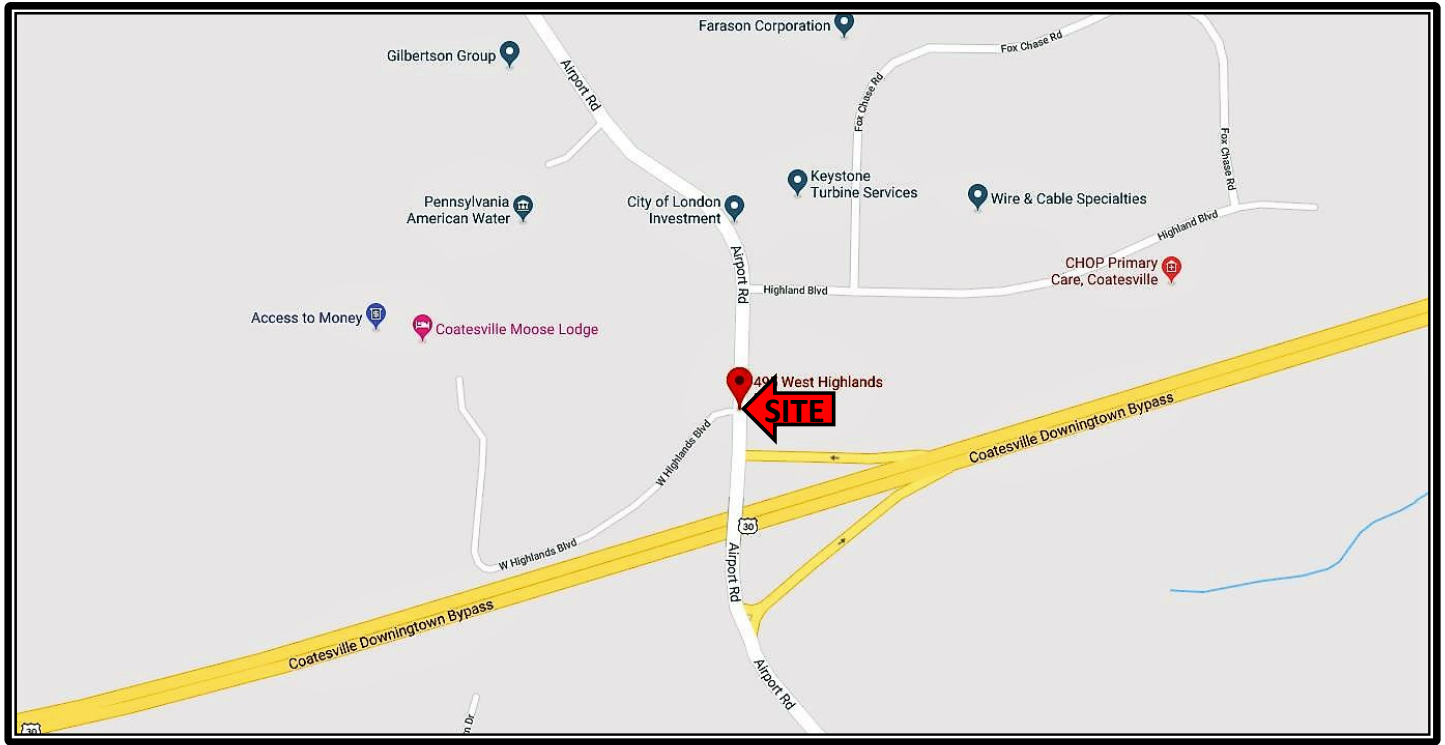 Farason Corporation
Gilbertson Group
Fox Chase Rd
Airport Rd
Fox Chase Rd
Fox Chase Rd
Keystone
Turbine Services
Pennsylvania
American Water
City of London
Investment
Wire & Cable Specialties
Highland Blvd
Airport Rd
CHOP Primary
Care, Coatesville
Highland Blvd
Access to Money
Coatesville Moose Lodge
West Highlands
SITE
W Highlands Blvd
Coatesville Downingtown Bypass
30
W Highlands Blvd
Airport Rd
Coatesville Downingtown Bypass
Airport Rd
Dr
30